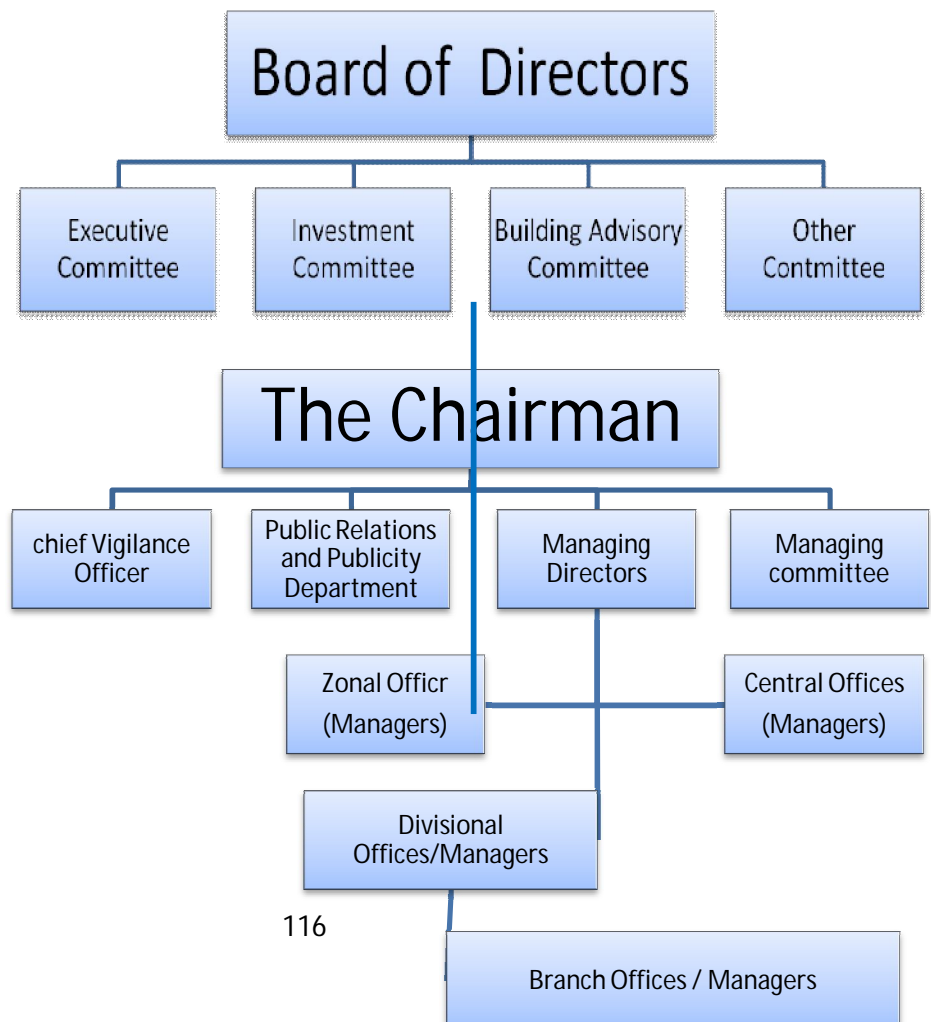 Board of Directors
Executive
Committee
Investment
Committee
Building Advisory
Committee
Other
Contmittee
The Chairman
chief Vigilance
Officer
Public Relations
and Publicity
Department
Managing
Directors
Managing
committee
Zonal Officr
(Managers)
Central Offices
(Managers)
Divisional
Offices/Managers
116
Branch Offices / Managers